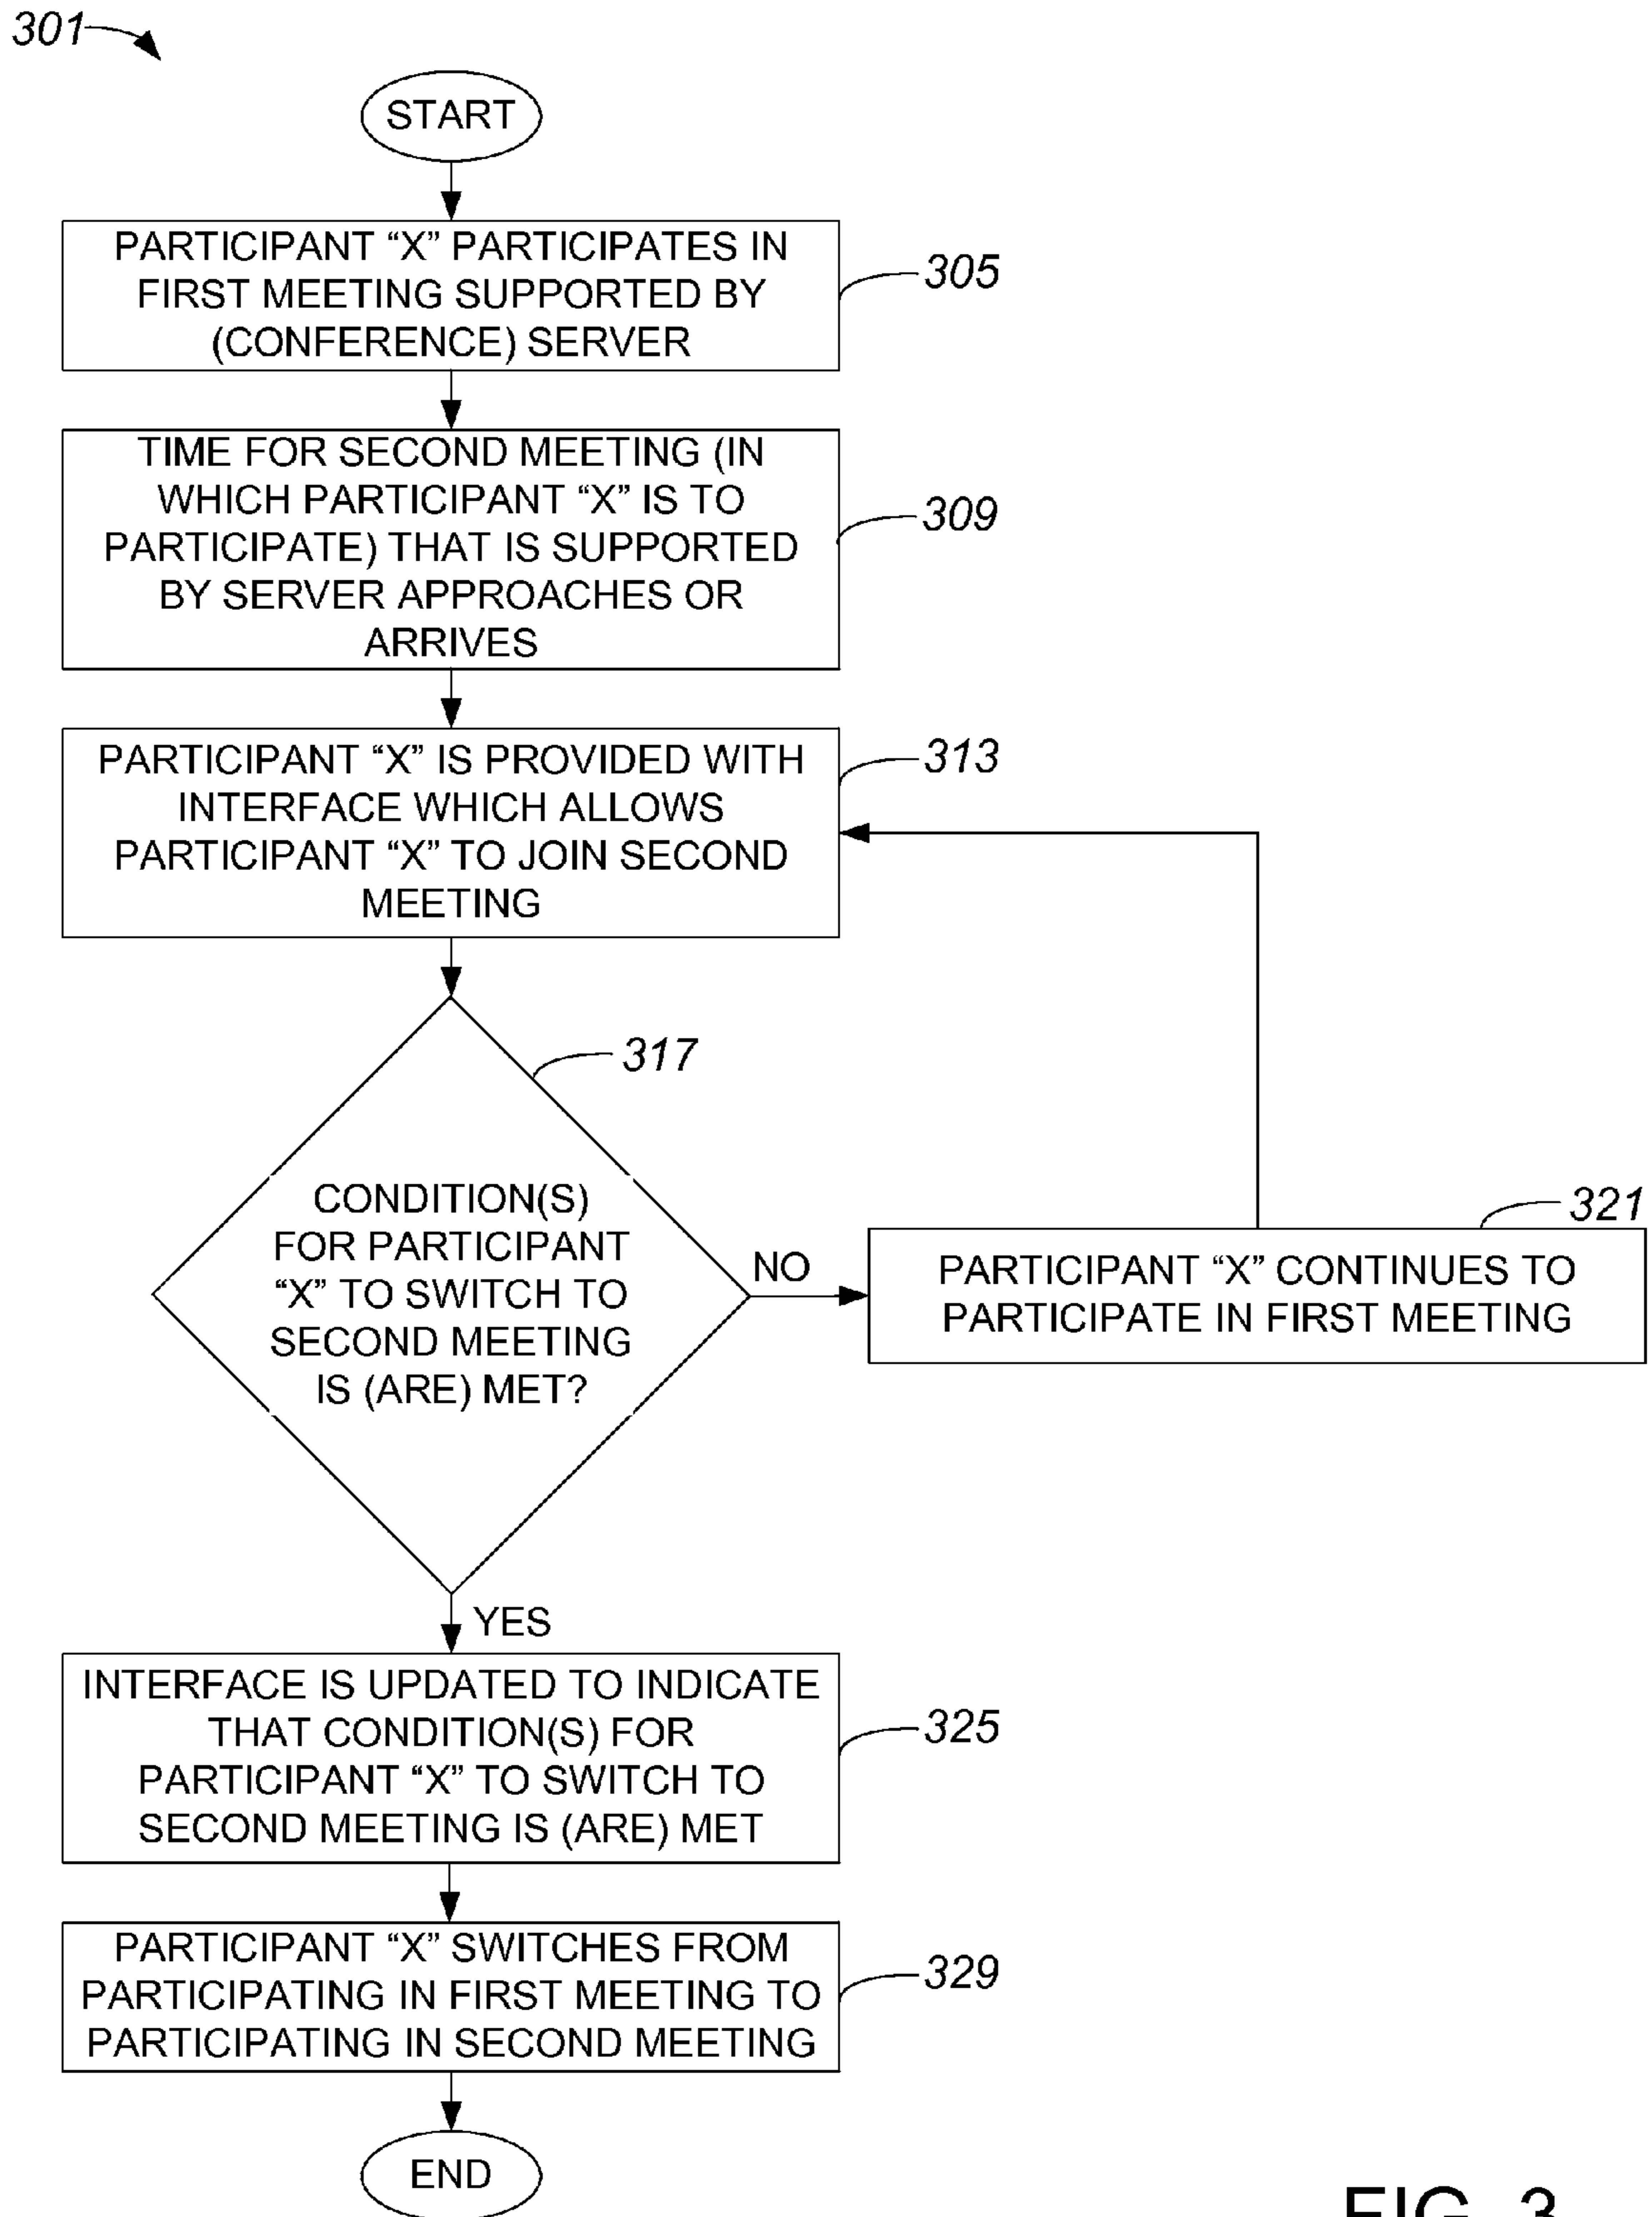 301
START
PARTICIPANT “X” PARTICIPATES IN
FIRST MEETING SUPPORTED BY
(CONFERENCE) SERVER
305
TIME FOR SECOND MEETING (IN
WHICH PARTICIPANT “X” IS TO
PARTICIPATE) THAT IS SUPPORTED
BY SERVER APPROACHES OR
ARRIVES
309
PARTICIPANT “X” IS PROVIDED WITH
INTERFACE WHICH ALLOWS
PARTICIPANT “X” TO JOIN SECOND
MEETING
313
317
CONDITION(S)
FOR PARTICIPANT
“X” TO SWITCH TO
SECOND MEETING
IS (ARE) MET?
NO
321
PARTICIPANT “X” CONTINUES TO
PARTICIPATE IN FIRST MEETING
YES
INTERFACE IS UPDATED TO INDICATE
THAT CONDITION(S) FOR
PARTICIPANT “X” TO SWITCH TO
SECOND MEETING IS (ARE) MET
325
PARTICIPANT “X” SWITCHES FROM
PARTICIPATING IN FIRST MEETING TO
PARTICIPATING IN SECOND MEETING
329
END
FIG. 3